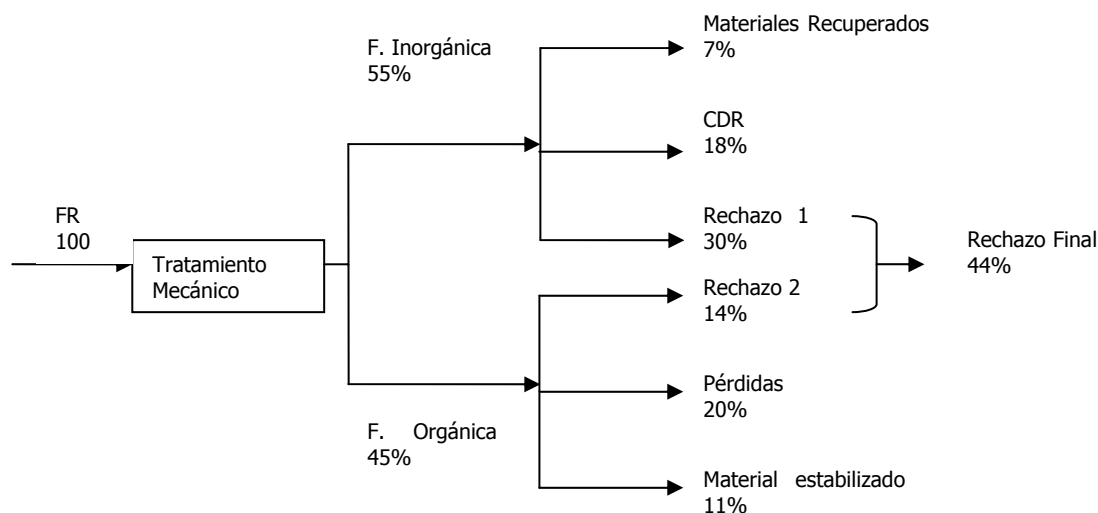 Materiales Recuperados
7%
F. Inorgánica
55%
CDR
18%
FR
100
Tratamiento
Mecánico
Rechazo 1
30%
Rechazo Final
44%
Rechazo 2
14%
Pérdidas
20%
F. Orgánica
45%
Material estabilizado
11%